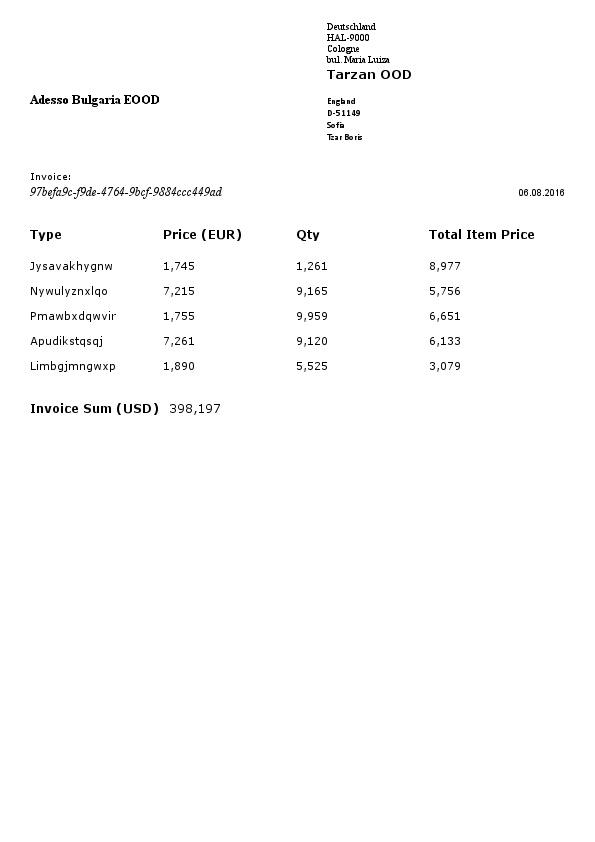 Deutschland
HAL-9000
Cologne
bul. Maria Luiza
Tarzan OOD
Adesso Bulgaria EOOD
England
D-51149
Sofia
Tzar Boris
Invoice:
97befa9c-f9de-4764-9bcf-9884ccc449ad 06.08.2016
Type Price (EUR) Qty Total Item Price
Jysavakhygnw 1,745 1,261 8,977
Nywulyznxlqo 7,215 9,165 5,756
Pmawbxdqwvir 1,755 9,959 6,651
Apudikstqsqj 7,261 9,120 6,133
Limbgjmngwxp 1,890 5,525 3,079
Invoice Sum (USD) 398,197